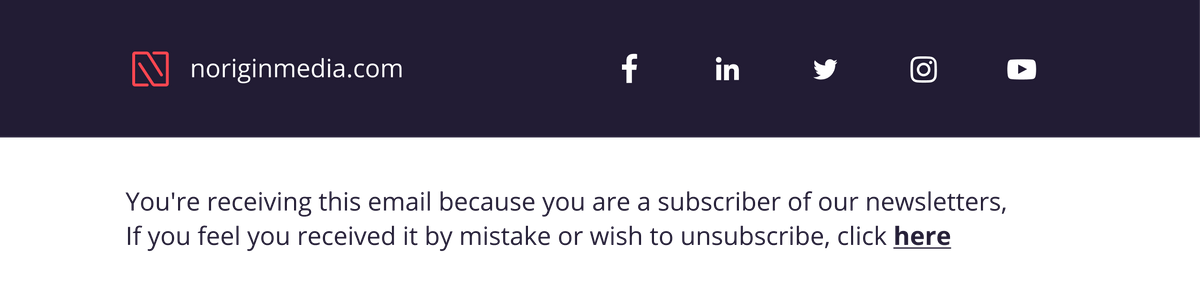 noriginmedia.com
You're receiving this email because you are a subscriber of our newsletters,
If you feel you received it by mistake or wish to unsubscribe, click here